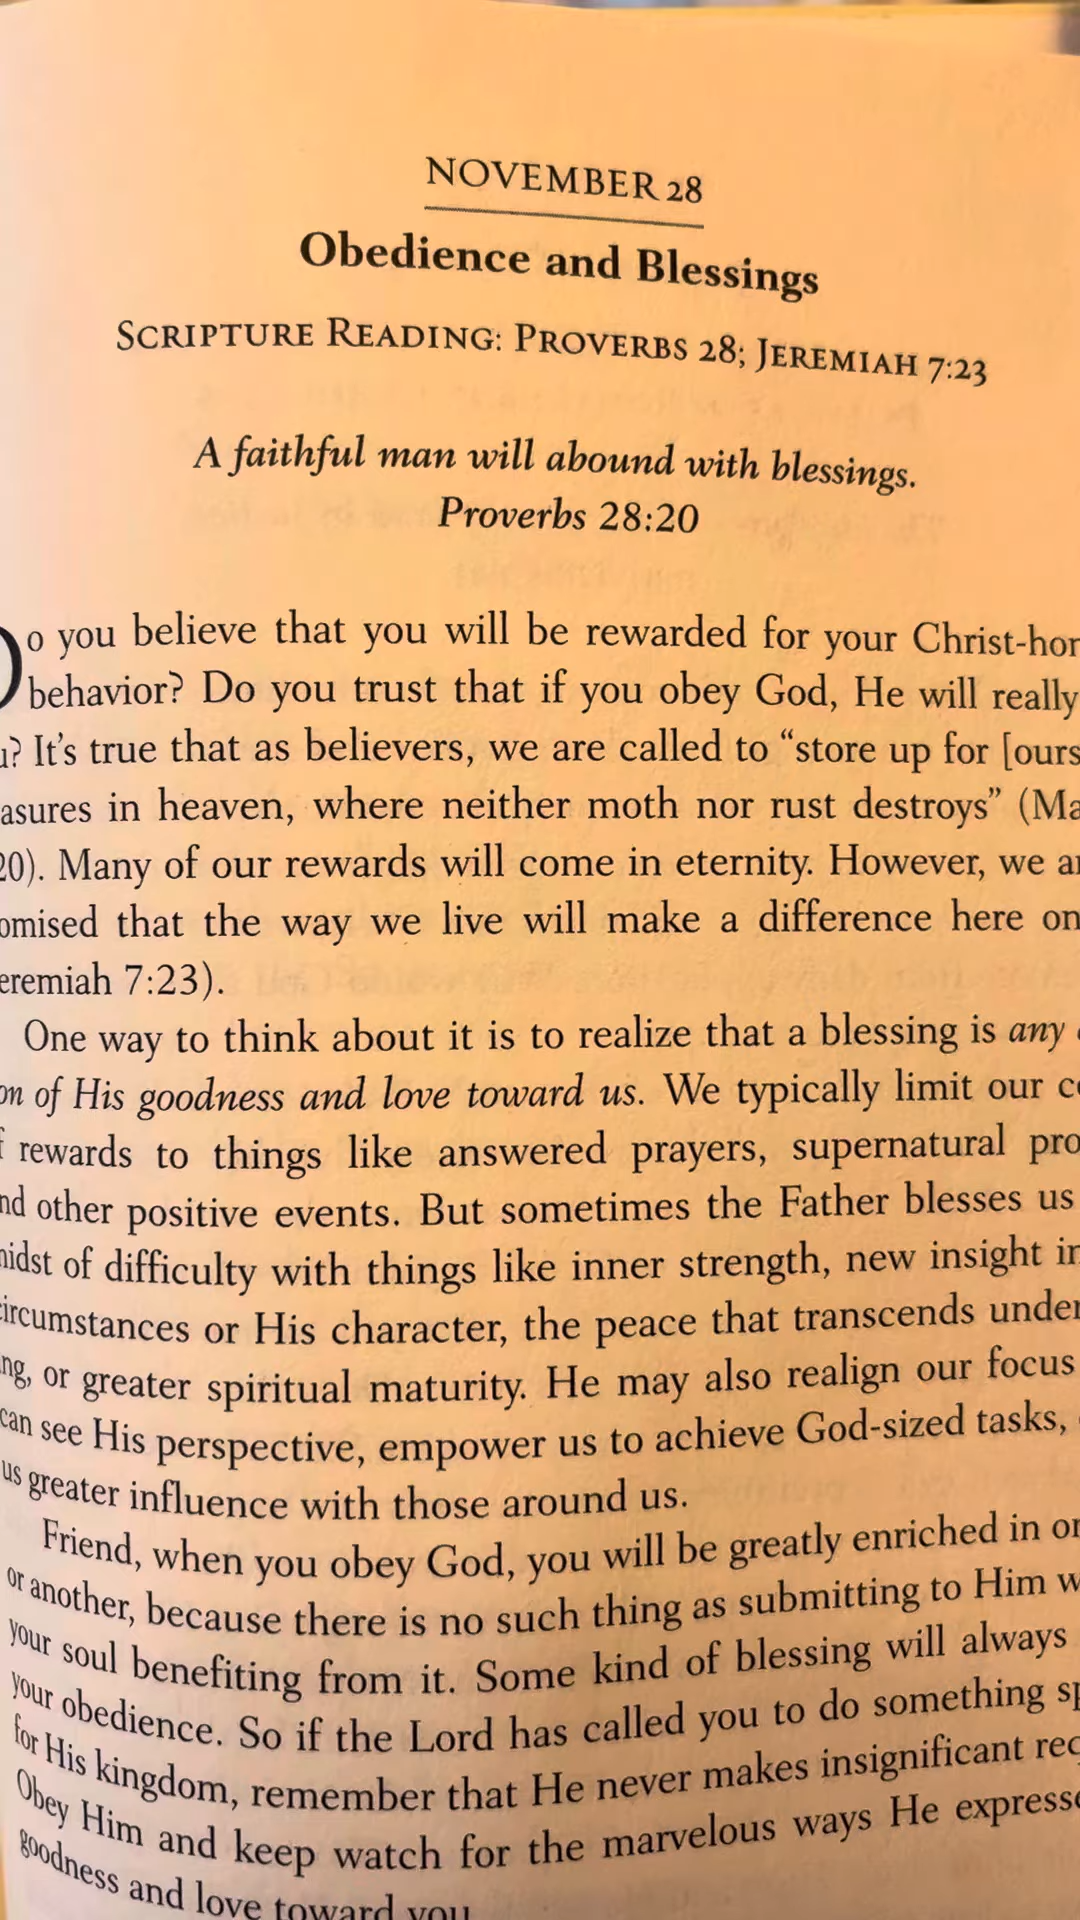 NOVEMBER 28
Obedience and Blessings
SCRIPTURE READING: PROVERBS 28; JEREMIAH 7:23
A faithful man will abound with blessings.
Proverbs 28:20
Do you believe that you will be rewarded for your Christ-hor
behavior? Do you trust that if you obey God, He will really
u? It's true that as believers, we are called to “store up for [ours
asures in heaven, where neither moth nor rust destroys” (Ma
20). Many of our rewards will come in eternity. However, we ar
omised that the way we live will make a difference here on
eremiah 7:23).
One way to think about it is to realize that a blessing is any
on of His goodness and love toward us. We typically limit our co
f rewards to things like answered prayers, supernatural pro
nd other positive events. But sometimes the Father blesses us
midst of difficulty with things like inner strength, new insight in
circumstances or His character, the peace that transcends under
ng, or greater spiritual maturity. He may also realign our focus
can see His perspective, empower us to achieve God-sized tasks,
us greater influence with those around us.
Friend, when you obey God, you will be greatly enriched in on
or another, because there is no such thing as submitting to Him w
your soul benefiting from it. Some kind of blessing will always
your obedience. So if the Lord has called you to do something sp
for His kingdom, remember that He never makes insignificant req
Obey Him and keep watch for the marvelous ways He expresse
goodness and love toward you